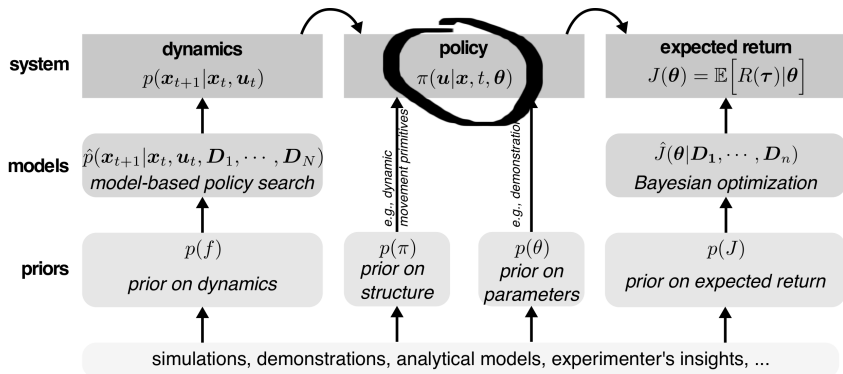 system
dynamics
p(x_{t+1}|x_t, u_t)
policy
π(u|x, t, θ)
expected return
J(θ) = 𝔼[R(τ)|θ]
models
p̂(x_{t+1}|x_t, u_t, D_1, ⋯, D_N)
model-based policy search
e.g., dynamic
movement primitives
e.g., demonstration
Ĵ(θ|D_1, ⋯, D_n)
Bayesian optimization
priors
p(f)
prior on dynamics
p(π)
prior on
structure
p(θ)
prior on
parameters
p(J)
prior on expected return
simulations, demonstrations, analytical models, experimenter's insights, ...